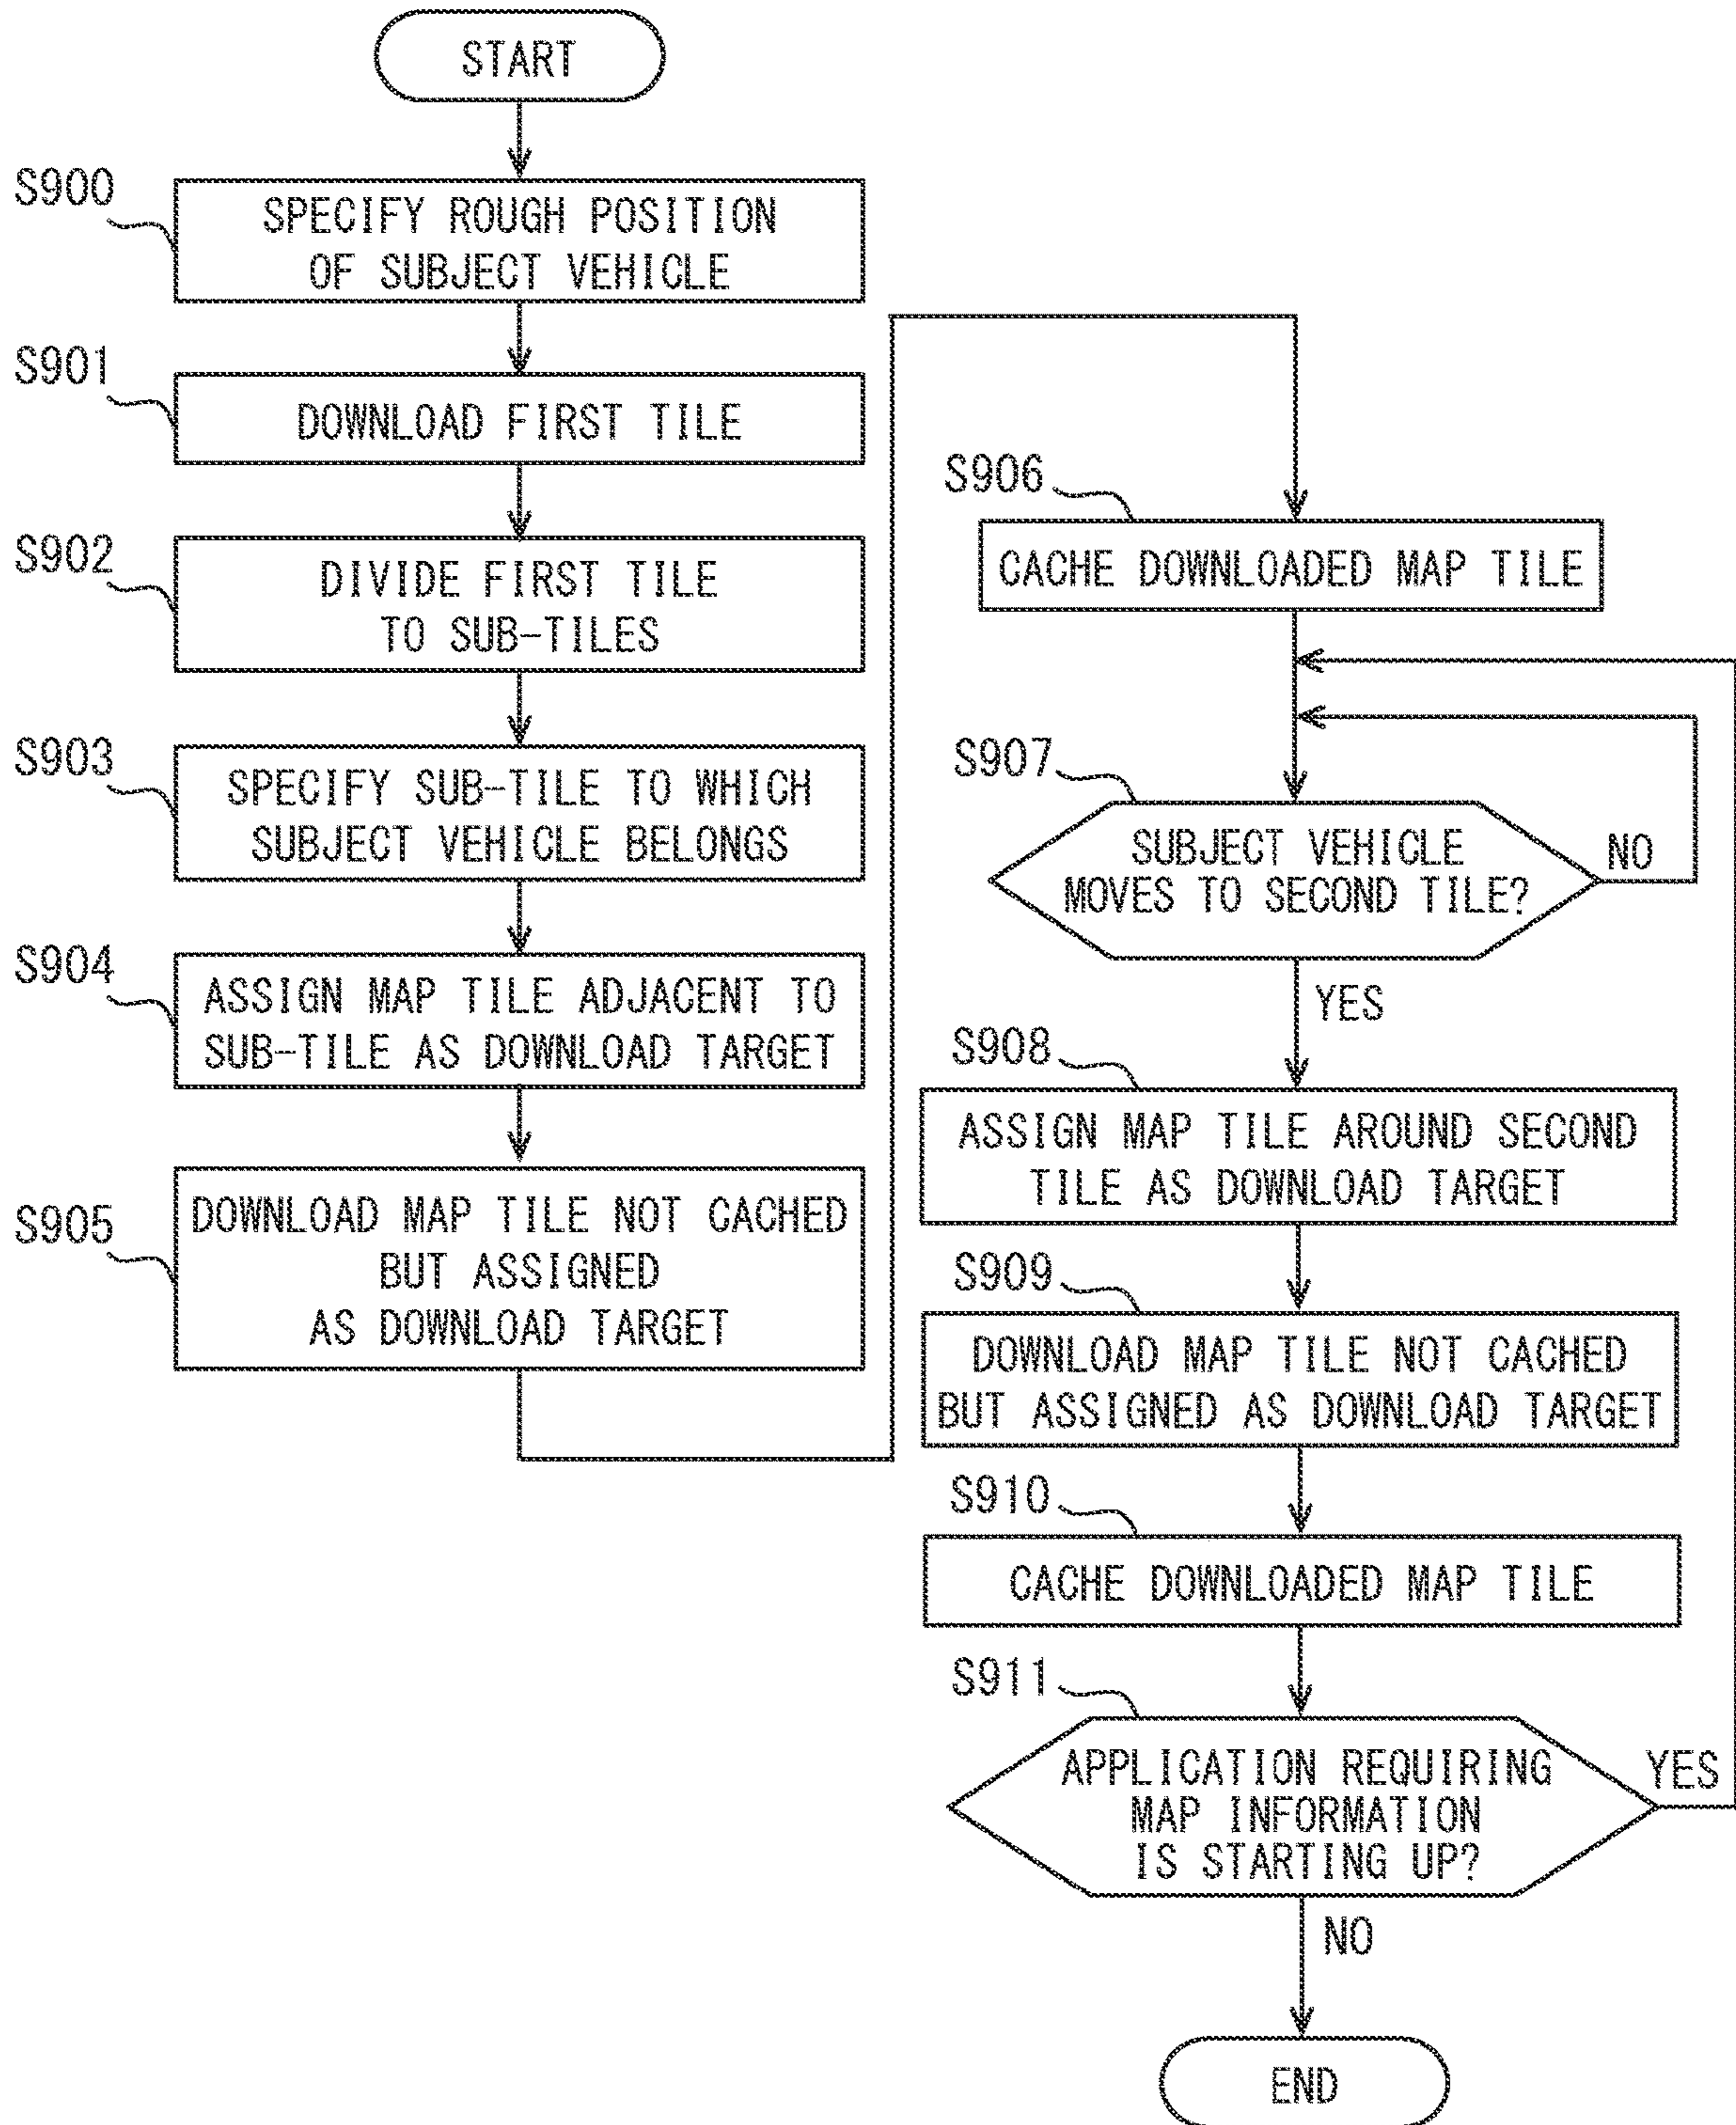 START
S900
SPECIFY ROUGH POSITION
OF SUBJECT VEHICLE
S901
DOWNLOAD FIRST TILE
S902
DIVIDE FIRST TILE
TO SUB-TILES
S903
SPECIFY SUB-TILE TO WHICH
SUBJECT VEHICLE BELONGS
S904
ASSIGN MAP TILE ADJACENT TO
SUB-TILE AS DOWNLOAD TARGET
S905
DOWNLOAD MAP TILE NOT CACHED
BUT ASSIGNED
AS DOWNLOAD TARGET
S906
CACHE DOWNLOADED MAP TILE
S907
SUBJECT VEHICLE
MOVES TO SECOND TILE?
NO
YES
S908
ASSIGN MAP TILE AROUND SECOND
TILE AS DOWNLOAD TARGET
S909
DOWNLOAD MAP TILE NOT CACHED
BUT ASSIGNED AS DOWNLOAD TARGET
S910
CACHE DOWNLOADED MAP TILE
S911
APPLICATION REQUIRING
MAP INFORMATION
IS STARTING UP?
YES
NO
END